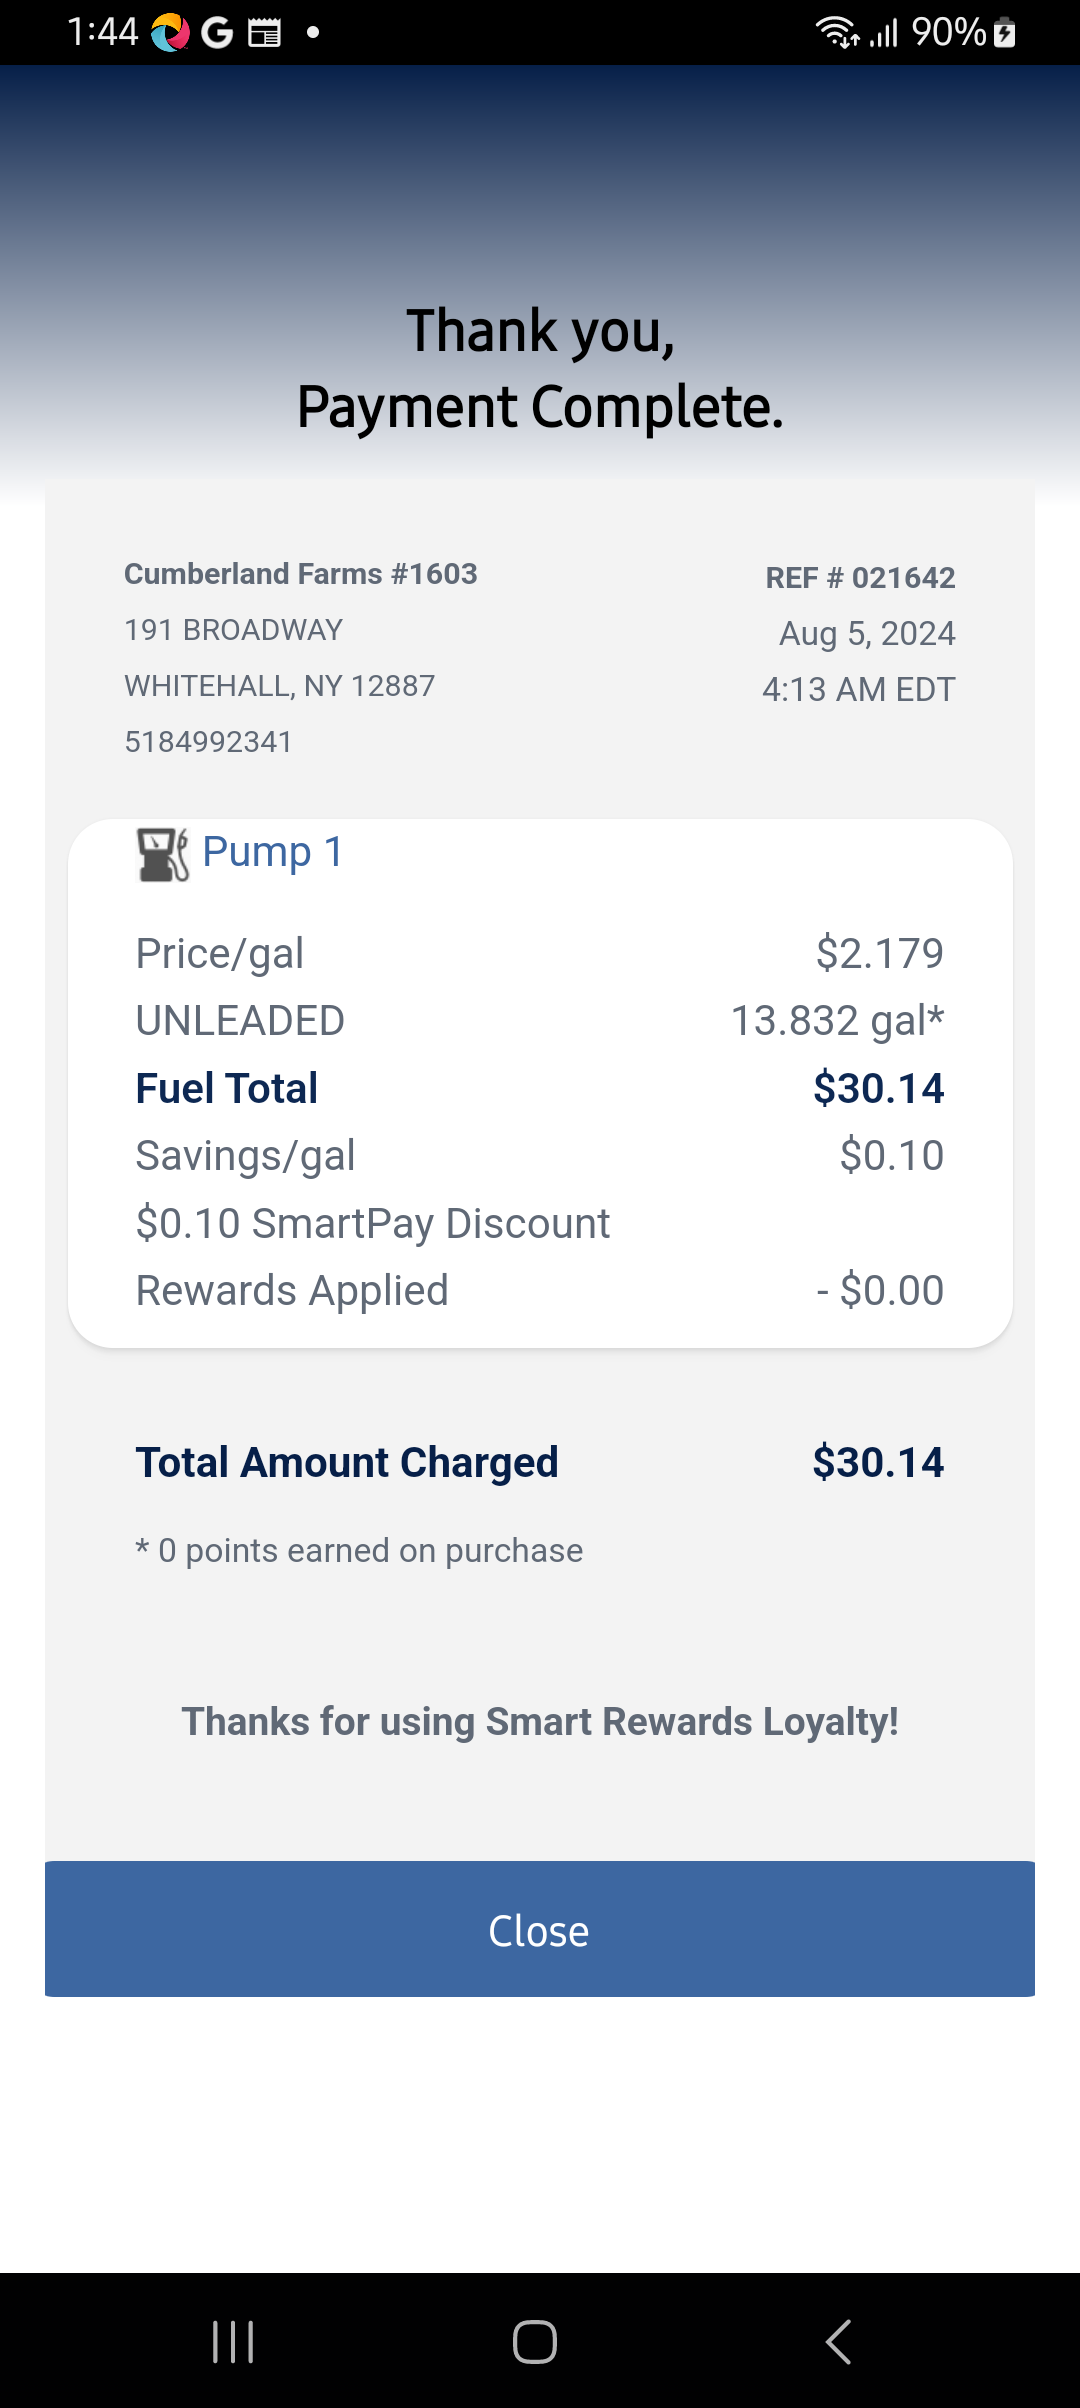 1:44
90%
Thank you,
Payment Complete.
Cumberland Farms #1603
191 BROADWAY
WHITEHALL, NY 12887
5184992341
REF # 021642
Aug 5, 2024
4:13 AM EDT
Pump 1
Price/gal $2.179
UNLEADED 13.832 gal*
Fuel Total $30.14
Savings/gal $0.10
$0.10 SmartPay Discount
Rewards Applied - $0.00
Total Amount Charged $30.14
* 0 points earned on purchase
Thanks for using Smart Rewards Loyalty!
Close